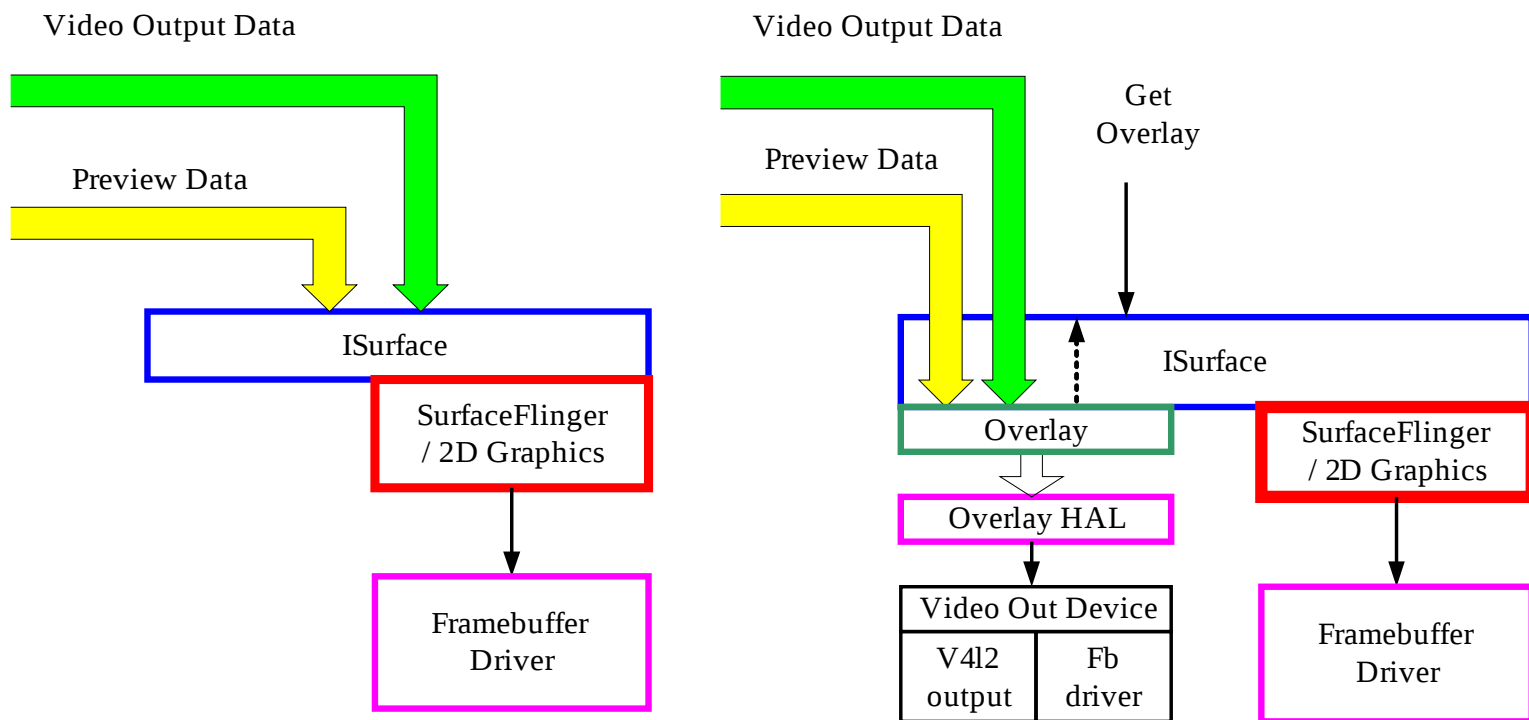 Video Output Data
Preview Data
ISurface
SurfaceFlinger
/ 2D Graphics
Framebuffer
Driver
Video Output Data
Get
Overlay
Preview Data
ISurface
Overlay
SurfaceFlinger
/ 2D Graphics
Overlay HAL
Video Out Device
V4l2
output
Fb
driver
Framebuffer
Driver